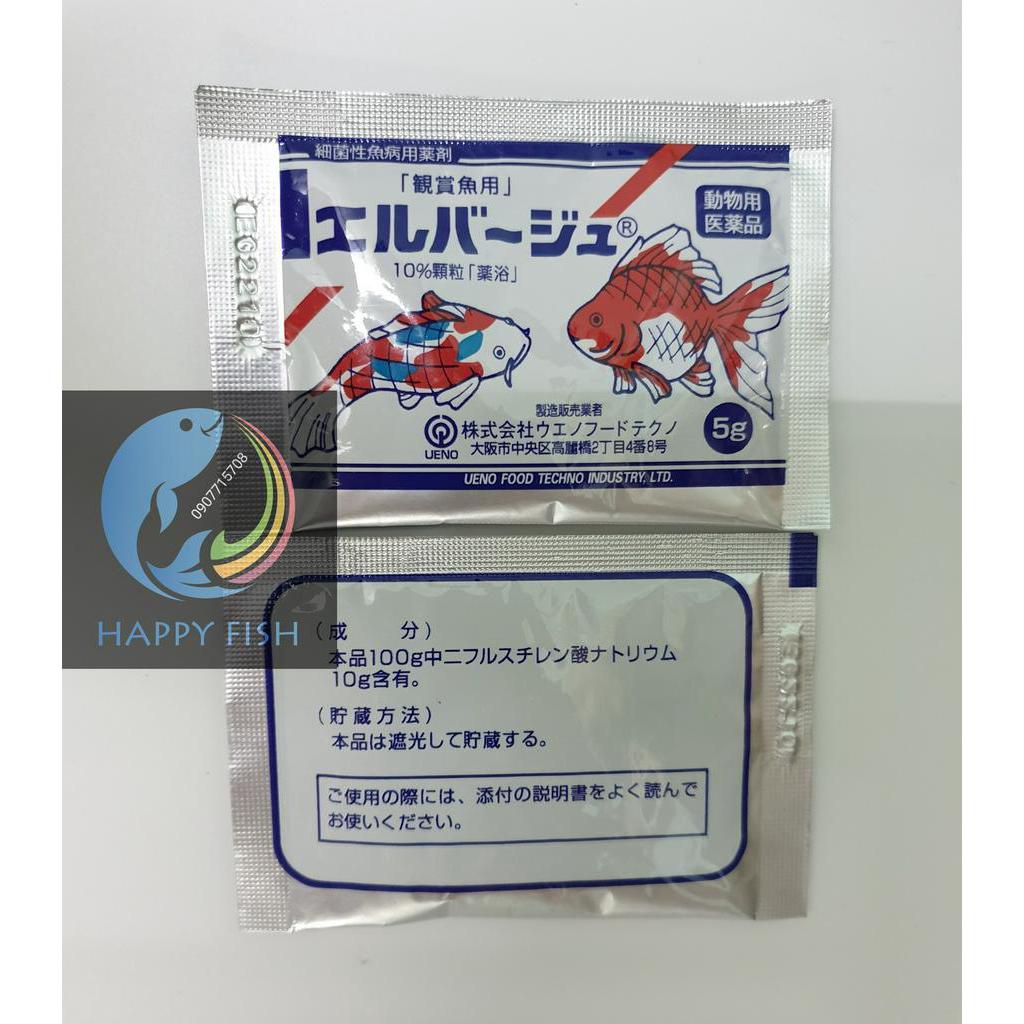 細菌性魚病用薬剤
「観賞魚用」
エルバージュ®
10%顆粒「薬浴」
動物用
医薬品
製造販売業者
株式会社ウエノフードテクノ
UENO
大阪市中央区高麗橋2丁目4番8号
5g
UENO FOOD TECHNO INDUSTRY, LTD.
0907715708
HAPPY FISH
(成 分)
本品100g中ニフルスチレン酸ナトリウム
10g含有。
(貯蔵方法)
本品は遮光して貯蔵する。
ご使用の際には、添付の説明書をよく読んで
お使いください。